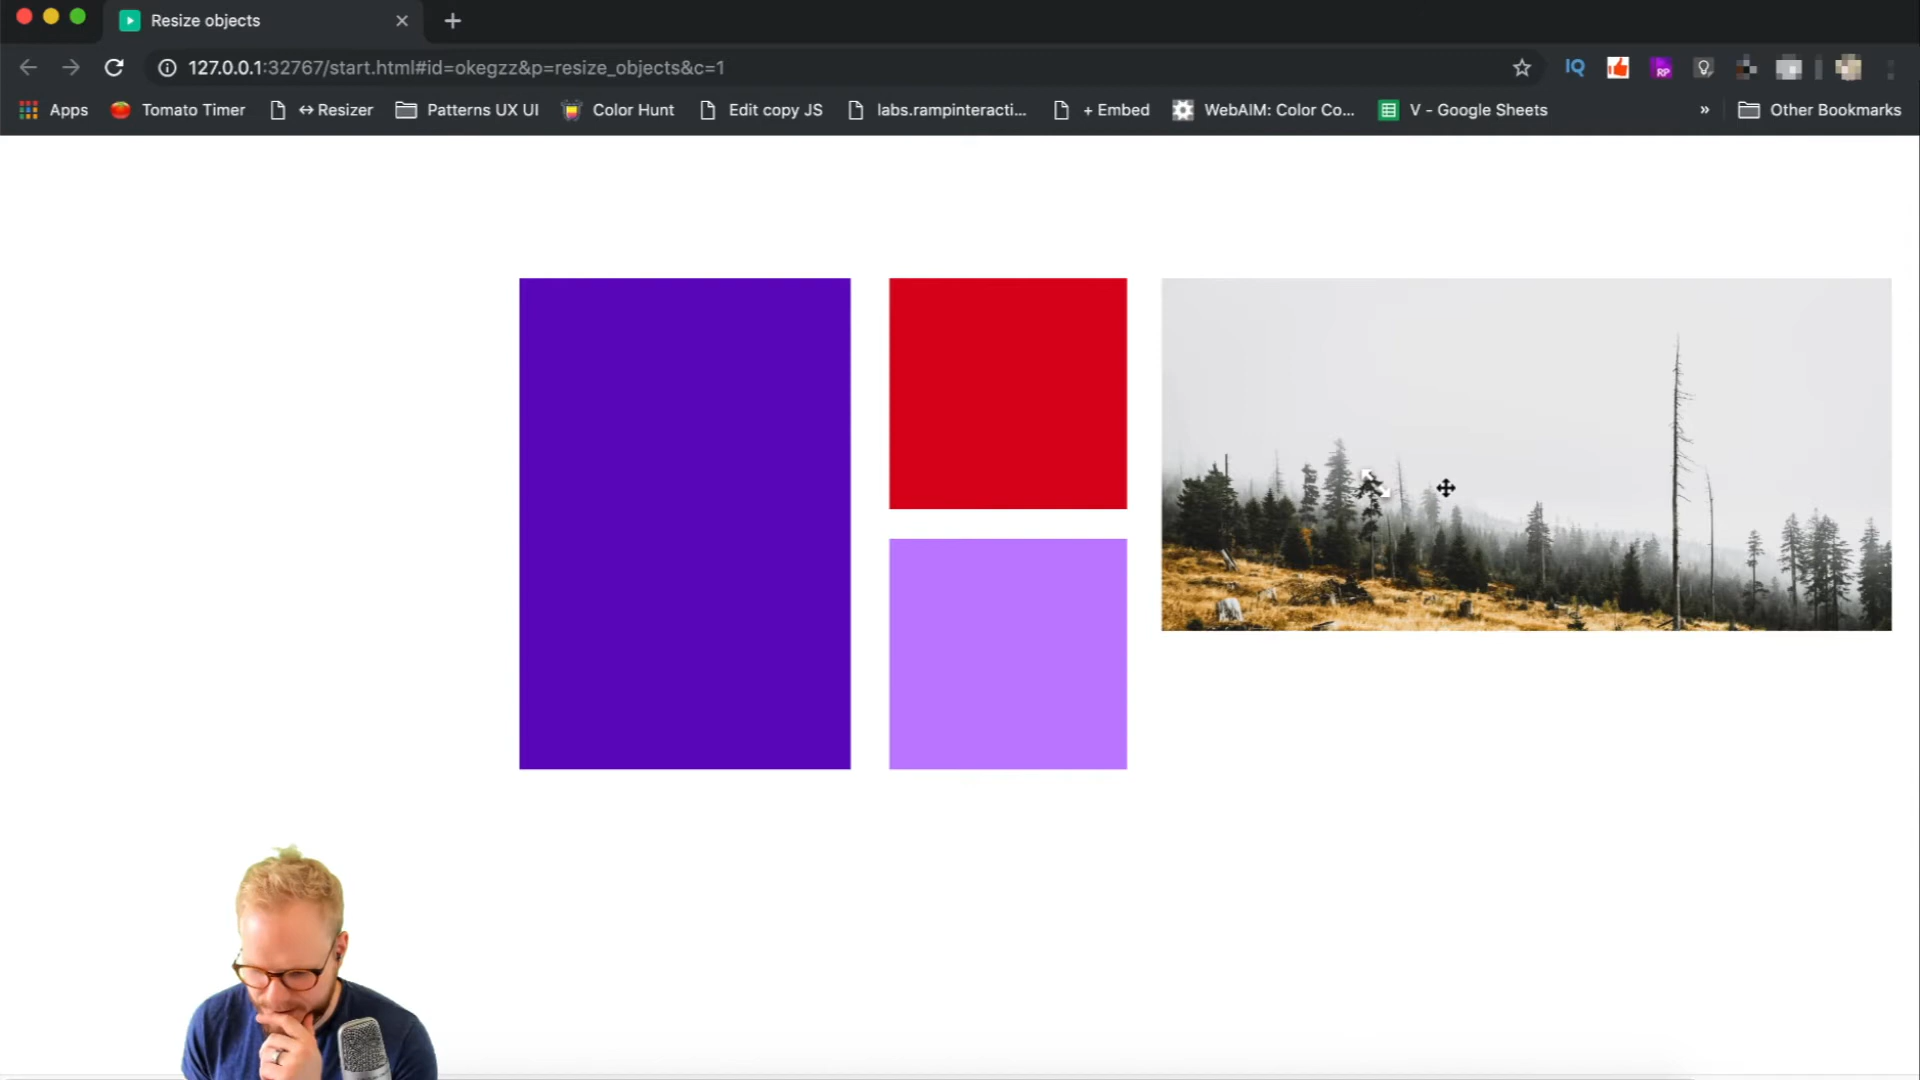 Resize objects
127.0.0.1:32767/start.html#id=okegzz&p=resize_objects&c=1
IQ
RP
Apps Tomato Timer ↔Resizer Patterns UX UI Color Hunt Edit copy JS labs.rampinteracti... + Embed WebAIM: Color Co... V - Google Sheets » Other Bookmarks